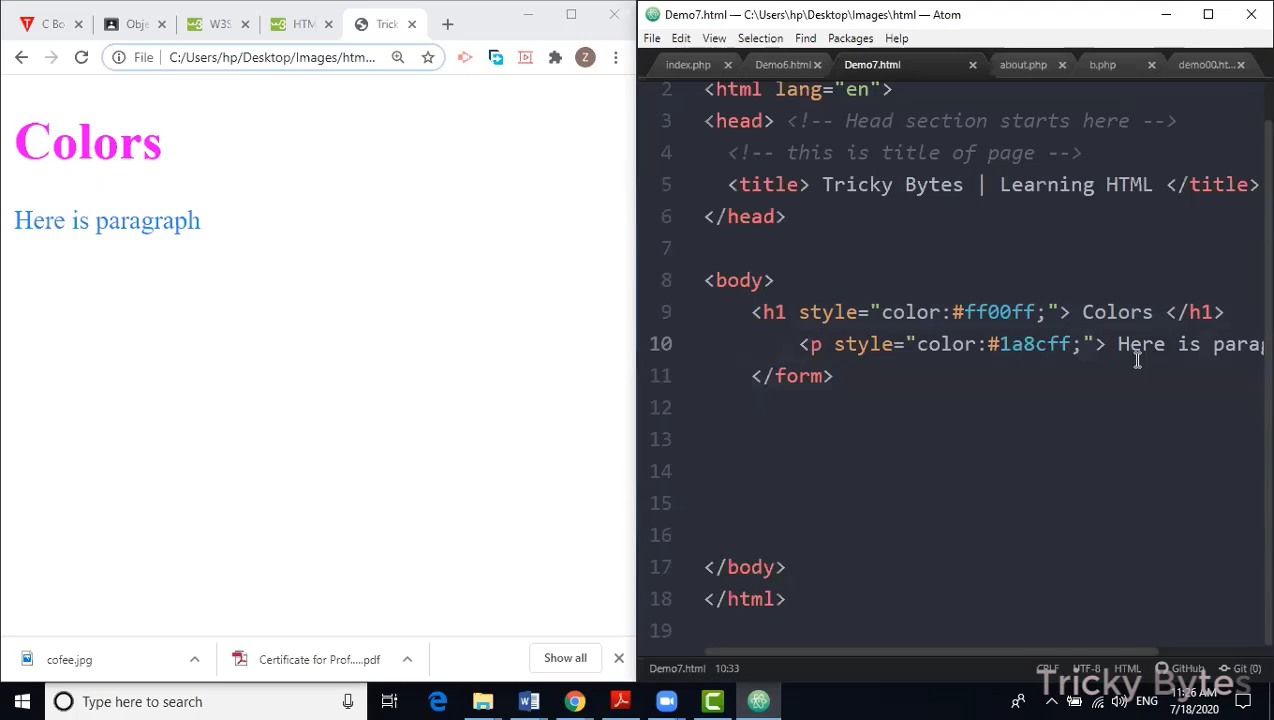 C Bo
Obje
W3S
HTM
Trick
File
C:/Users/hp/Desktop/Images/htm...
Z
Colors
Here is paragraph
cofee.jpg
Certificate for Prof.....pdf
Show all
Demo7.html — C:\Users\hp\Desktop\Images\html — Atom
File Edit View Selection Find Packages Help
index.php
Demo6.html
Demo7.html
about.php
b.php
demo00.ht...
2 <html lang="en">
3 <head> <!-- Head section starts here -->
4 <!-- this is title of page -->
5 <title> Tricky Bytes | Learning HTML </title>
6 </head>
7
8 <body>
9 <h1 style="color:#ff00ff;"> Colors </h1>
10 <p style="color:#1a8cff;"> Here is parag
11 </form>
12
13
14
15
16
17 </body>
18 </html>
19
Demo7.html 10:33
CRLF UTF-8 HTML GitHub Git (0)
Tricky Bytes
Type here to search
ENG
11:26 AM
7/18/2020